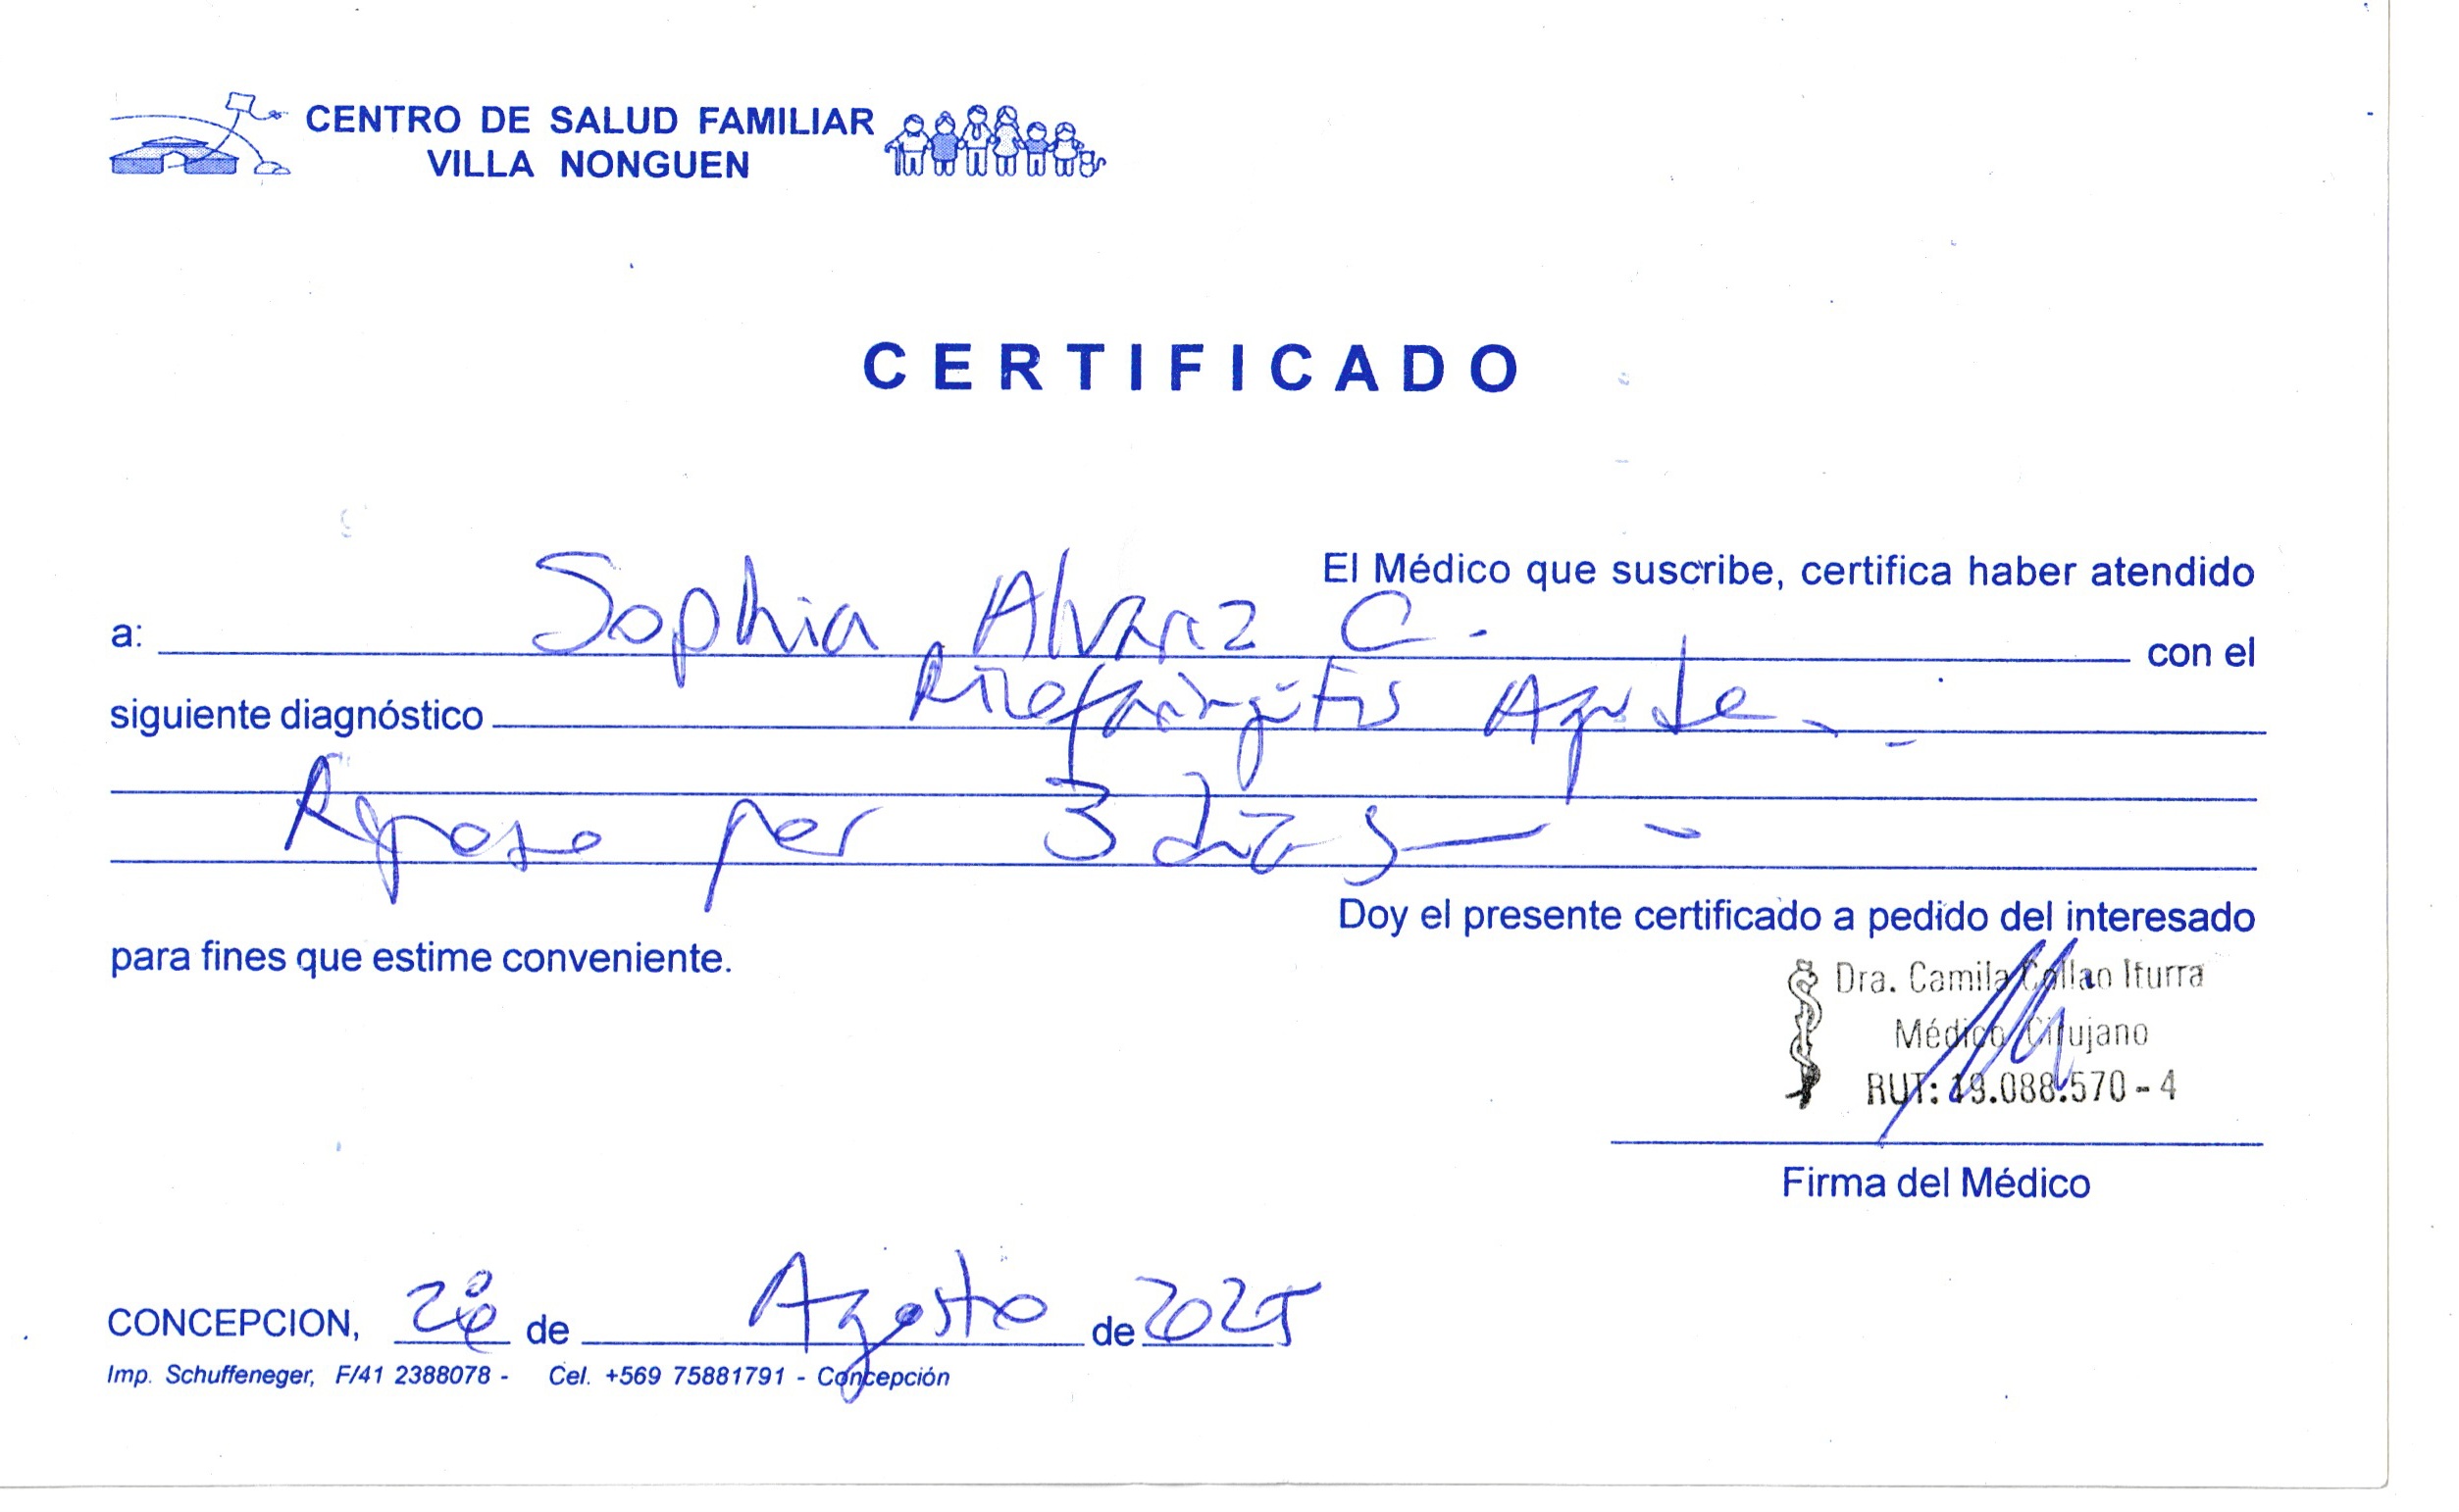 CENTRO DE SALUD FAMILIAR
VILLA NONGUEN
CERTIFICADO
El Médico que suscribe, certifica haber atendido
a: Sophia Alvarez C. con el
siguiente diagnóstico Rinofaringitis Aguda.-
Reposo por 3 días -
Doy el presente certificado a pedido del interesado
para fines que estime conveniente.
Dra. Camila Collao Iturra
Médico Cirujano
RUT: 19.088.570-4
Firma del Médico
CONCEPCION, de Agosto de 2025
Imp. Schuffeneger, F/41 2388078 - Cel. +569 75881791 - Concepción